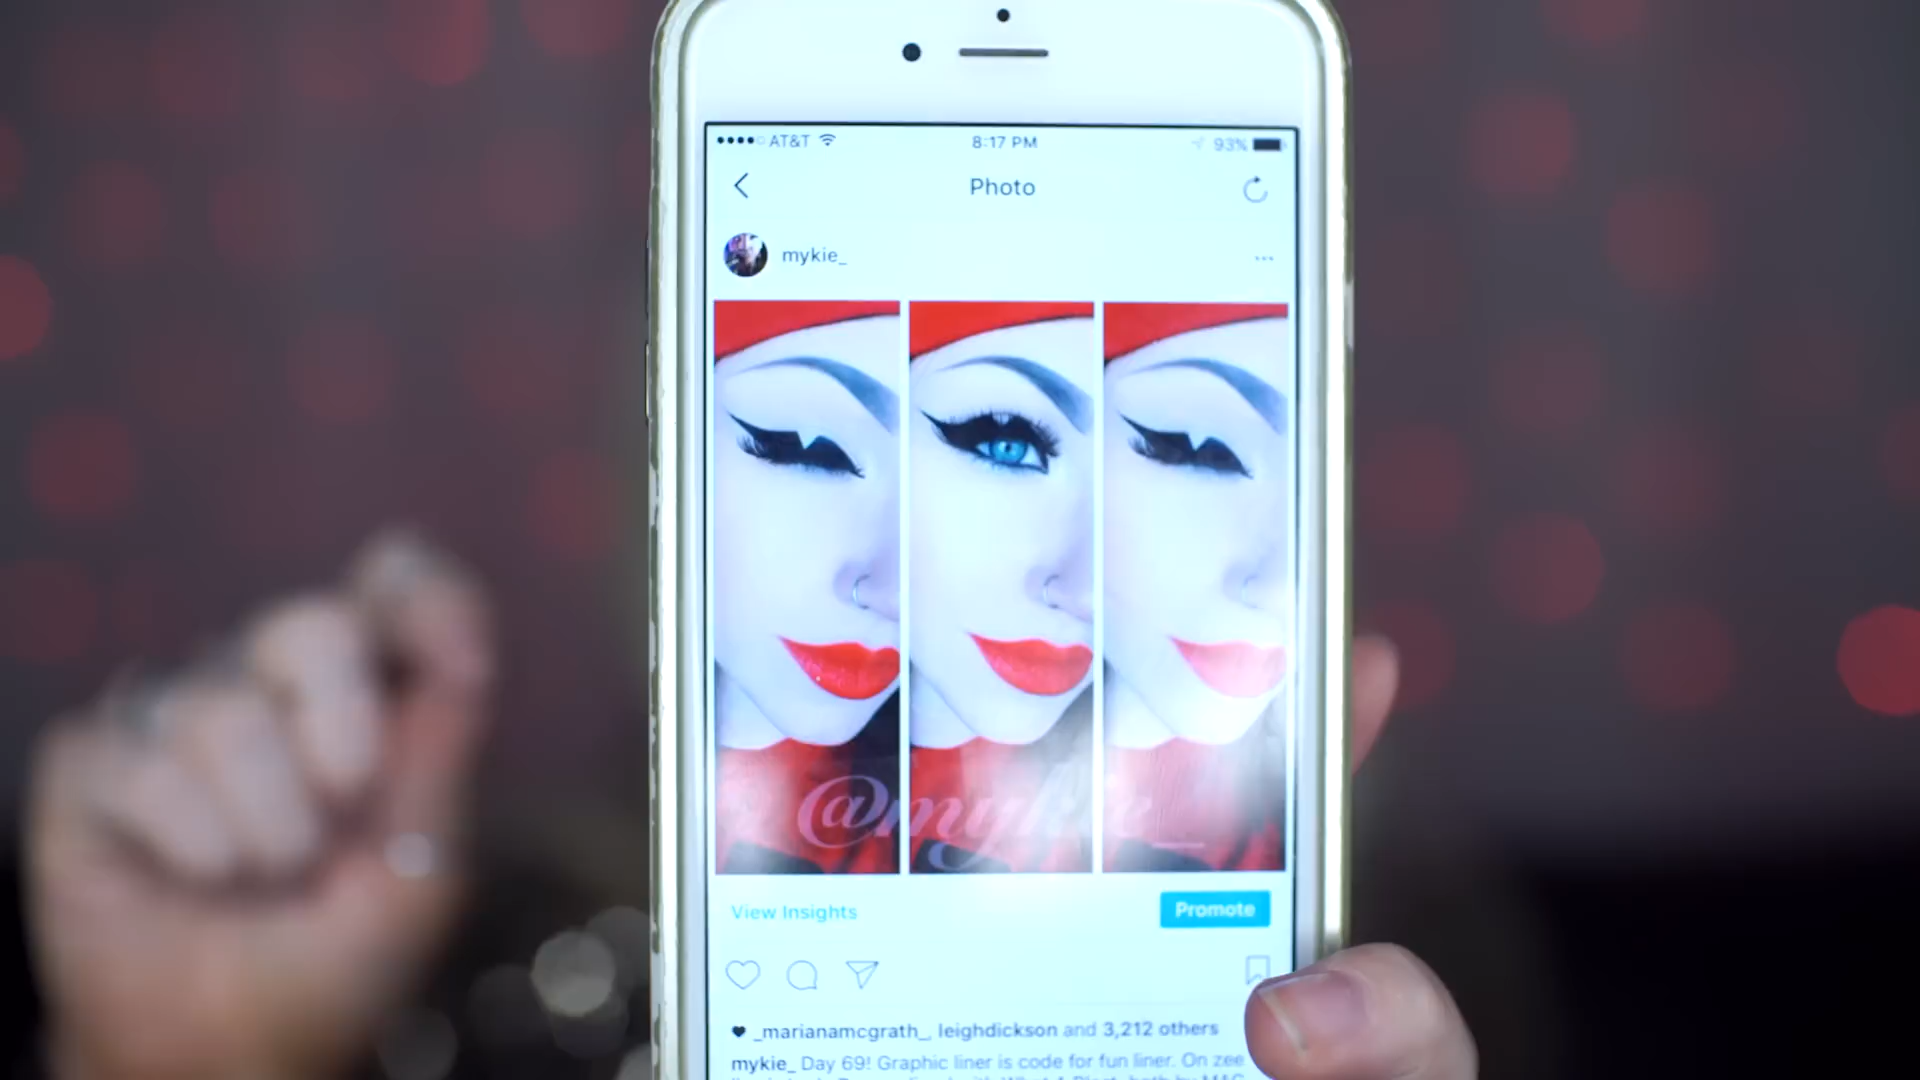 AT&T 8:17 PM 93%
Photo
mykie_
@mykie_
View Insights Promote
_marianamcgrath_, leighdickson and 3,212 others
mykie_ Day 69! Graphic liner is code for fun liner. On zee